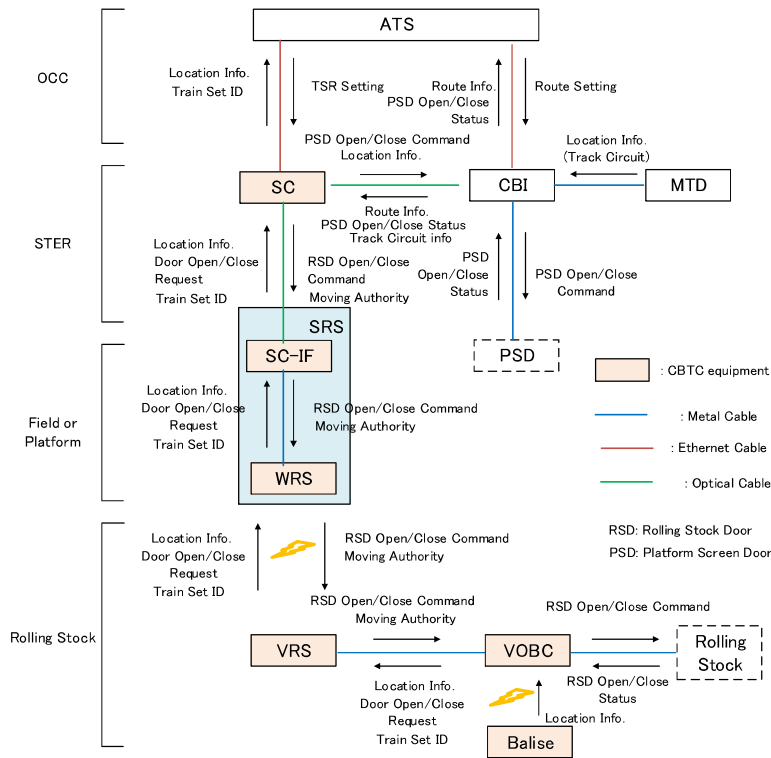 ATS
OCC
Location Info.
Train Set ID
TSR Setting
Route Info.
PSD Open/Close
Status
Route Setting
PSD Open/Close Command
Location Info.
Location Info.
(Track Circuit)
SC
CBI
MTD
Route Info.
PSD Open/Close Status
Track Circuit info
STER
Location Info.
Door Open/Close
Request
Train Set ID
RSD Open/Close
Command
Moving Authority
PSD
Open/Close
Status
PSD Open/Close
Command
SRS
SC-IF
PSD
: CBTC equipment
Field or
Platform
Location Info.
Door Open/Close
Request
Train Set ID
RSD Open/Close Command
Moving Authority
: Metal Cable
: Ethernet Cable
WRS
: Optical Cable
Location Info.
Door Open/Close
Request
Train Set ID
RSD Open/Close Command
Moving Authority
RSD: Rolling Stock Door
PSD: Platform Screen Door
RSD Open/Close Command
Moving Authority
RSD Open/Close Command
Rolling Stock
VRS
VOBC
Rolling
Stock
Location Info.
Door Open/Close
Request
Train Set ID
RSD Open/Close
Status
Location Info.
Balise